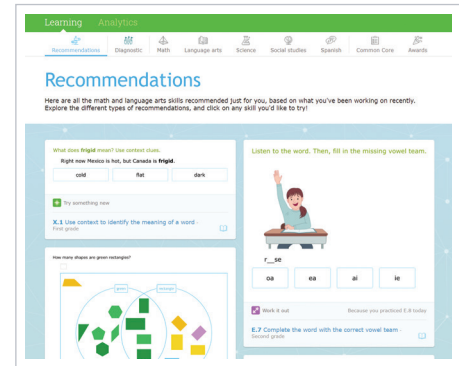 Learning Analytics
Recommendations Diagnostic Math Language arts Science Social studies Spanish Common Core Awards
Recommendations
Here are all the math and language arts skills recommended just for you, based on what you've been working on recently.
Explore the different types of recommendations, and click on any skill you'd like to try!
What does frigid mean? Use context clues.
Right now Mexico is hot, but Canada is frigid.
cold flat dark
Try something new
X.1 Use context to identify the meaning of a word -
First grade
How many shapes are green rectangles?
green rectangle
Listen to the word. Then, fill in the missing vowel team.
r__se
oa ea ai ie
Work it out Because you practiced E.8 today
E.7 Complete the word with the correct vowel team -
Second grade